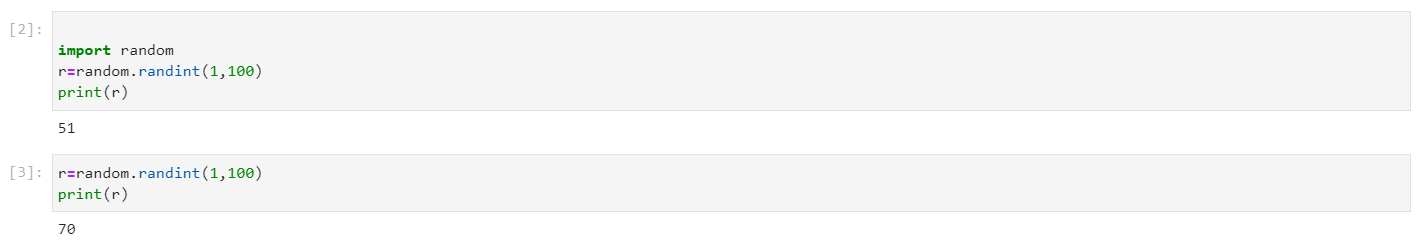 [2]:
import random
r=random.randint(1,100)
print(r)
51
[3]: r=random.randint(1,100)
print(r)
70